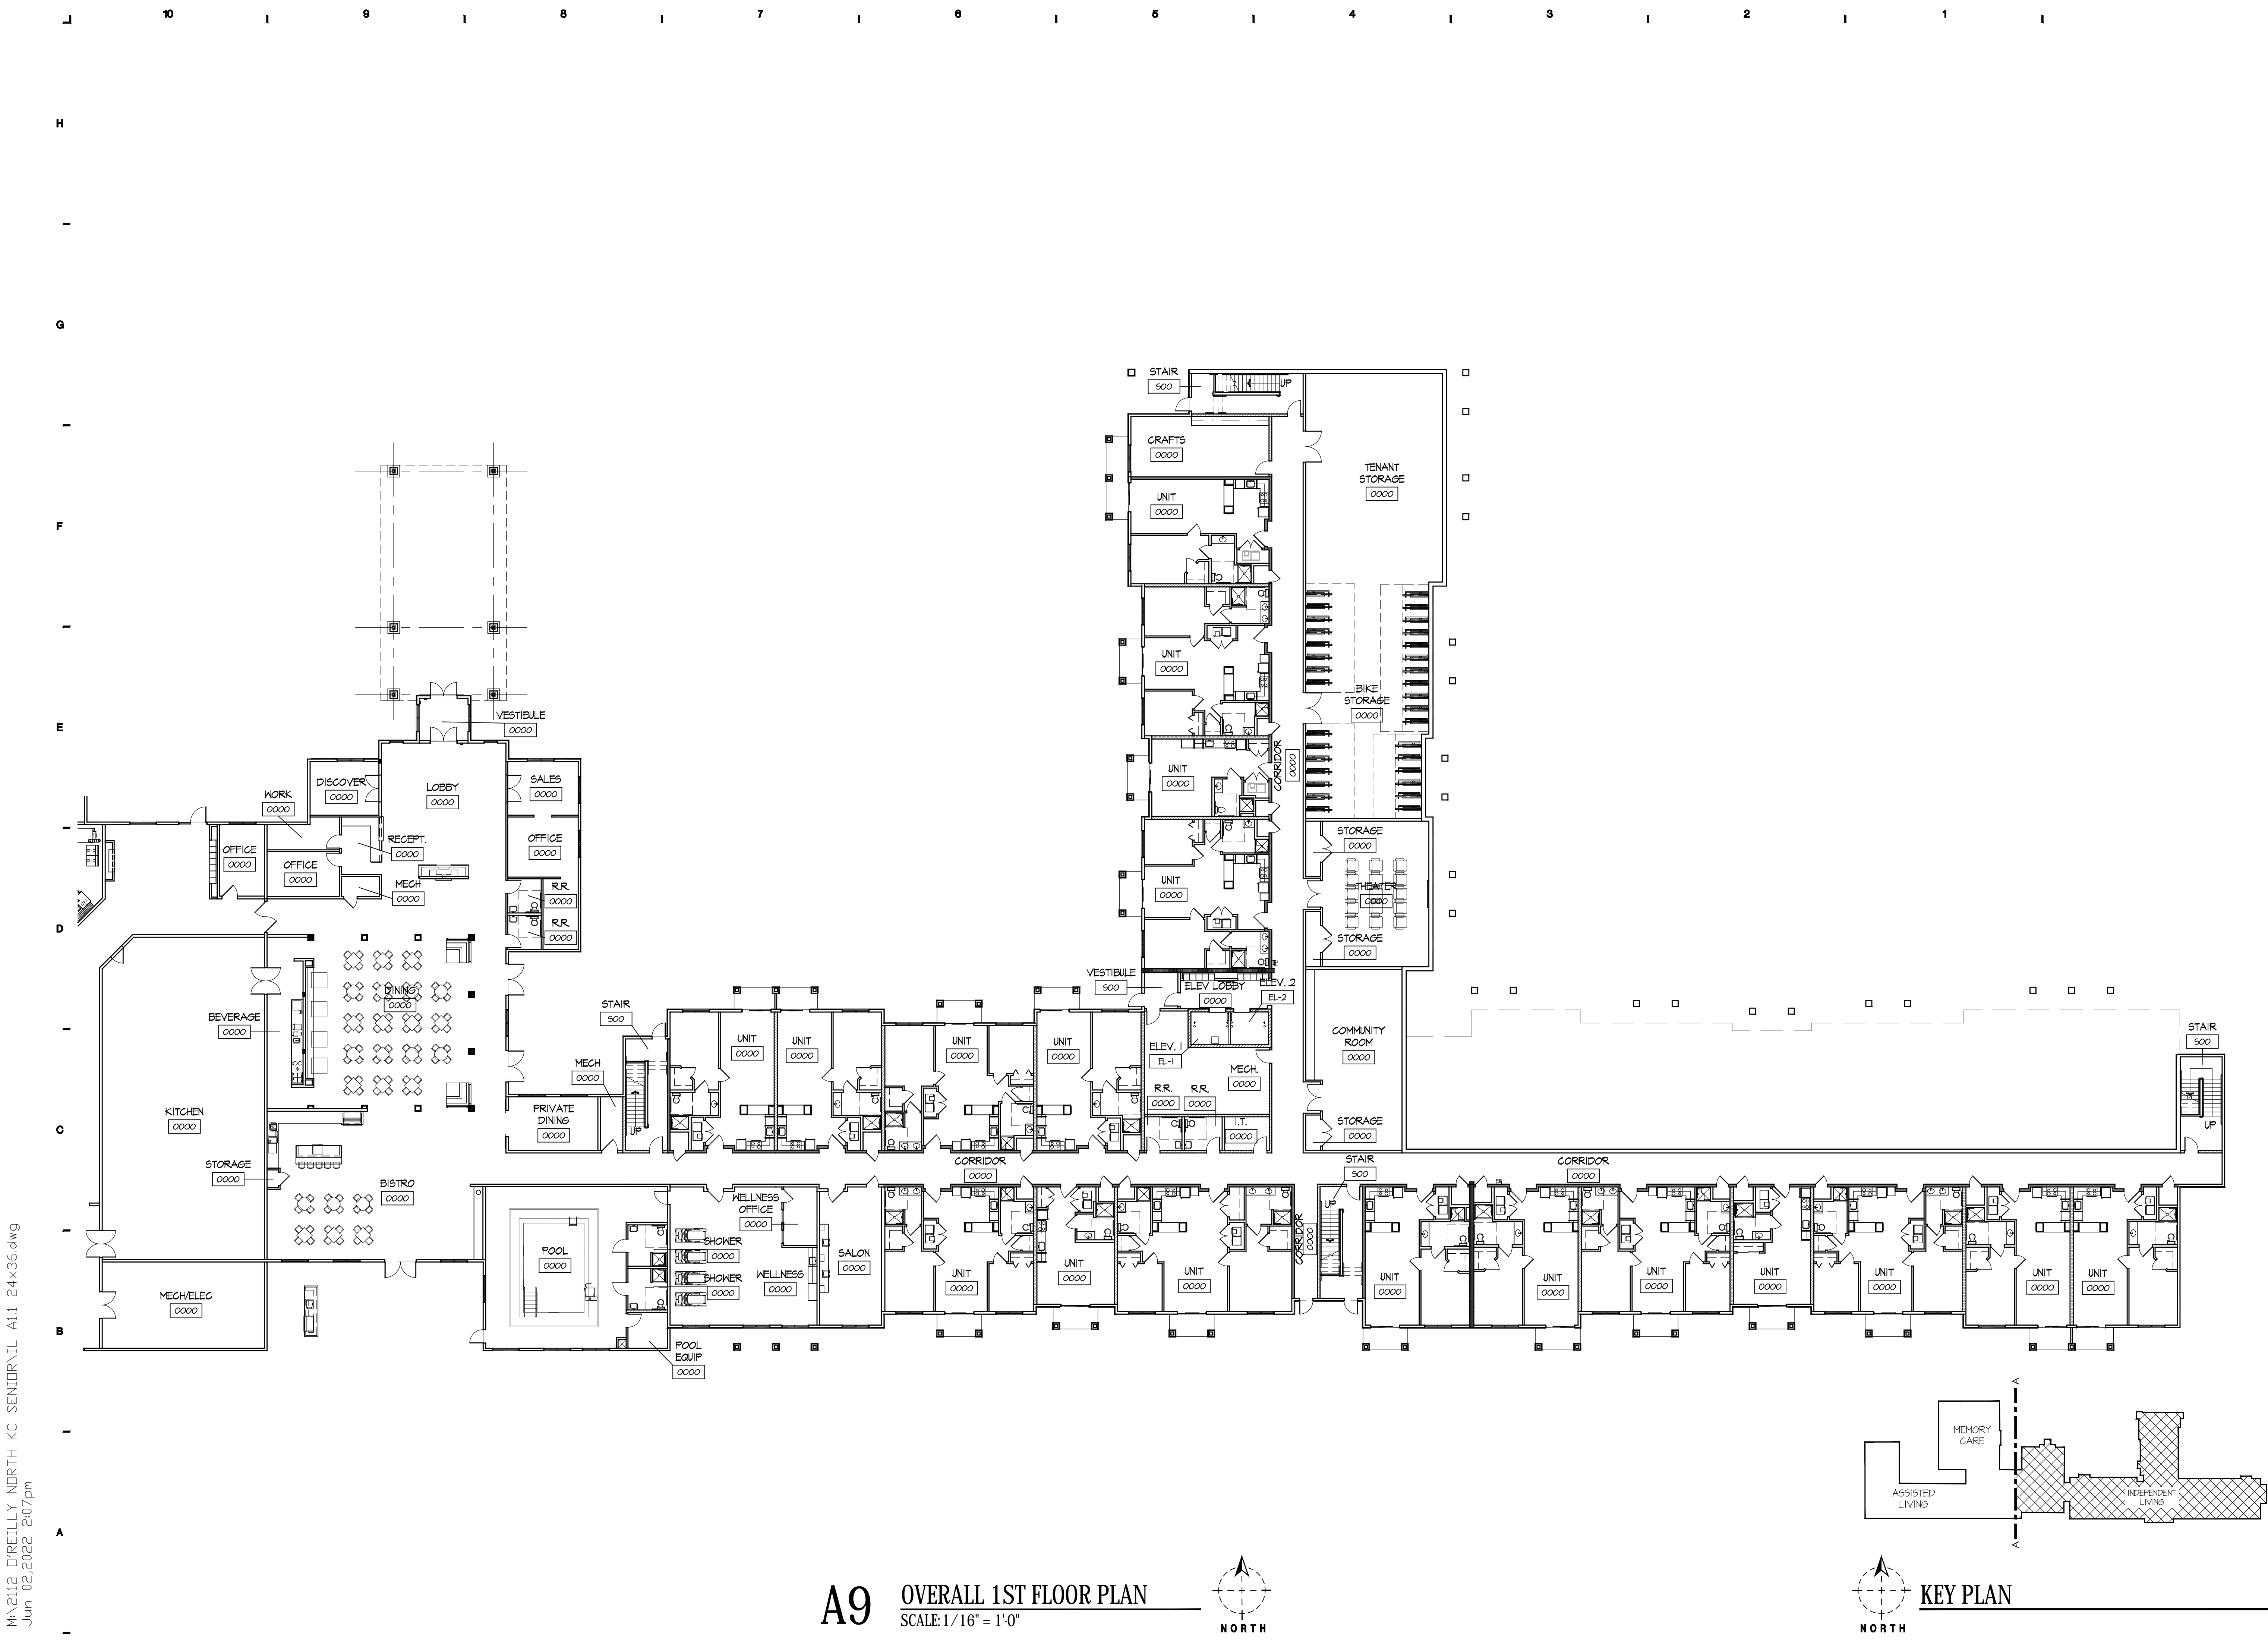 10 9 8 7 6 5 4 3 2 1
H
G
F
E
D
C
B
A
STAIR
S00
UP
CRAFTS
0000
TENANT
STORAGE
0000
UNIT
0000
UNIT
0000
BIKE
STORAGE
0000
VESTIBULE
0000
CORRIDOR
0000
UNIT
0000
DISCOVER
0000
LOBBY
0000
SALES
0000
WORK
0000
RECEPT.
0000
OFFICE
0000
OFFICE
0000
OFFICE
0000
MECH
0000
R.R.
0000
R.R.
0000
STORAGE
0000
THEATER
0000
UNIT
0000
STORAGE
0000
VESTIBULE
S00
ELEV LOBBY
0000
ELEV. 2
EL-2
ELEV. 1
EL-1
DINING
0000
BEVERAGE
0000
STAIR
S00
UNIT
0000
UNIT
0000
UNIT
0000
UNIT
0000
COMMUNITY
ROOM
0000
STAIR
S00
UP
MECH
0000
MECH.
0000
R.R.
0000
R.R.
0000
I.T.
0000
STORAGE
0000
KITCHEN
0000
PRIVATE
DINING
0000
UP
STORAGE
0000
CORRIDOR
0000
STAIR
S00
UP
CORRIDOR
0000
BISTRO
0000
WELLNESS
OFFICE
0000
POOL
0000
SHOWER
0000
SHOWER
0000
WELLNESS
0000
SALON
0000
UNIT
0000
UNIT
0000
UNIT
0000
CORRIDOR
0000
UNIT
0000
UNIT
0000
UNIT
0000
UNIT
0000
UNIT
0000
UNIT
0000
UNIT
0000
MECH/ELEC
0000
POOL
EQUIP
0000
A
MEMORY
CARE
ASSISTED
LIVING
INDEPENDENT
LIVING
A
A9
OVERALL 1ST FLOOR PLAN
SCALE: 1/16" = 1'-0"
NORTH
KEY PLAN
NORTH
M:\2112 O'REILLY NORTH KC SENIOR\IL A1.1 24x36.dwg
Jun 02,2022 2:07pm